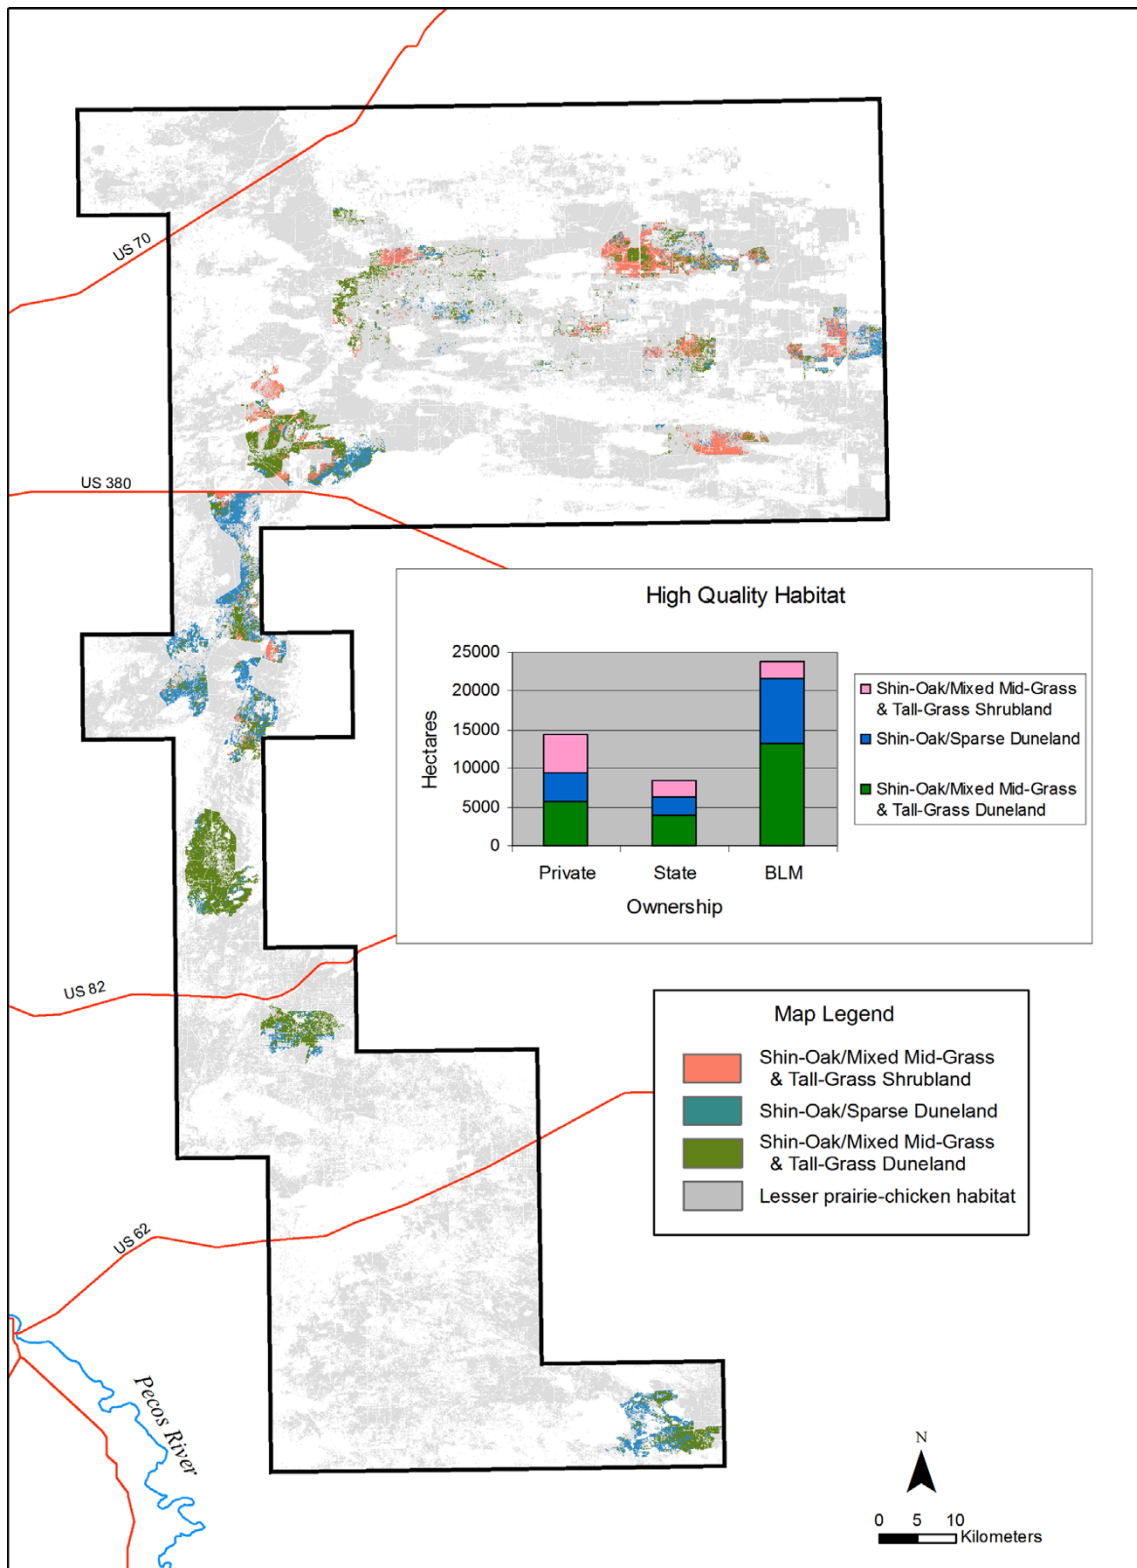 US 70
US 380
High Quality Habitat
25000
20000
15000
10000
5000
0
Hectares
Private
State
BLM
Ownership
Shin-Oak/Mixed Mid-Grass
& Tall-Grass Shrubland
Shin-Oak/Sparse Duneland
Shin-Oak/Mixed Mid-Grass
& Tall-Grass Duneland
US 82
Map Legend
Shin-Oak/Mixed Mid-Grass
& Tall-Grass Shrubland
Shin-Oak/Sparse Duneland
Shin-Oak/Mixed Mid-Grass
& Tall-Grass Duneland
Lesser prairie-chicken habitat
US 62
Pecos River
N
0 5 10
Kilometers